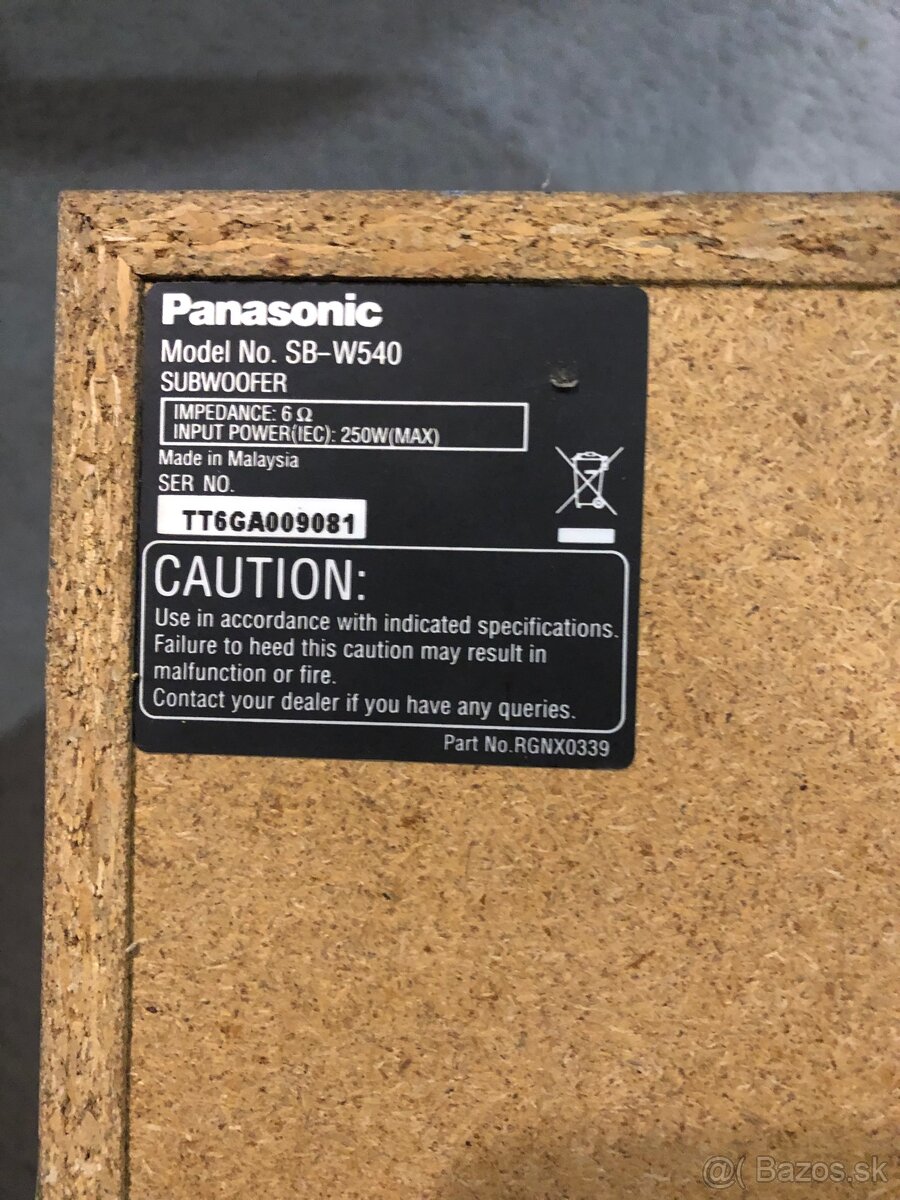 Panasonic
Model No. SB-W540
SUBWOOFER
IMPEDANCE: 6 Ω
INPUT POWER(IEC): 250W(MAX)
Made in Malaysia
SER NO.
TT6GA009081
CAUTION:
Use in accordance with indicated specifications.
Failure to heed this caution may result in
malfunction or fire.
Contact your dealer if you have any queries.
Part No.RGNX0339
@( Bazos.sk